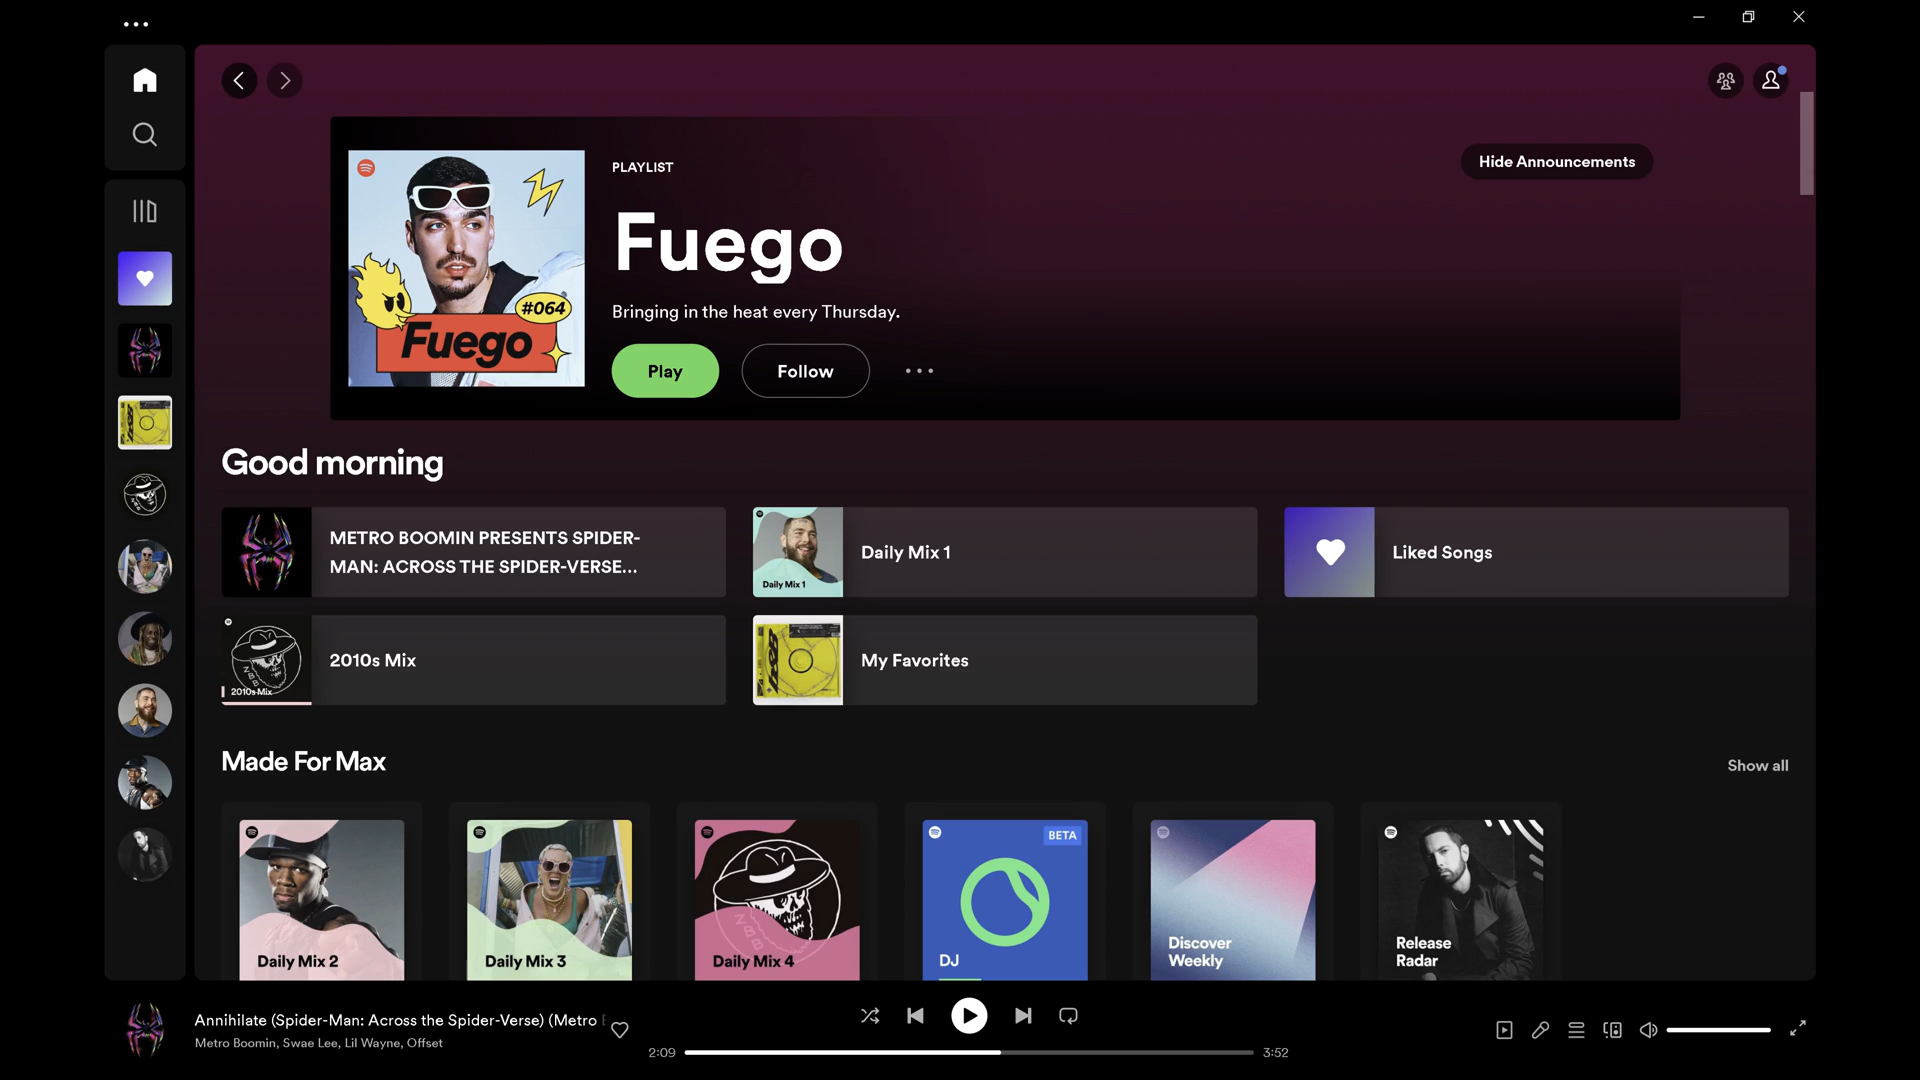 PLAYLIST
Hide Announcements
Fuego
#064
Fuego
Bringing in the heat every Thursday.
Play
Follow
Good morning
METRO BOOMIN PRESENTS SPIDER-
MAN: ACROSS THE SPIDER-VERSE...
Daily Mix 1
Daily Mix 1
Liked Songs
2010s Mix
2010s Mix
My Favorites
Made For Max
Show all
Daily Mix 2
Daily Mix 3
Daily Mix 4
BETA
DJ
Discover
Weekly
Release
Radar
Annihilate (Spider-Man: Across the Spider-Verse) (Metro
Metro Boomin, Swae Lee, Lil Wayne, Offset
2:09
3:52